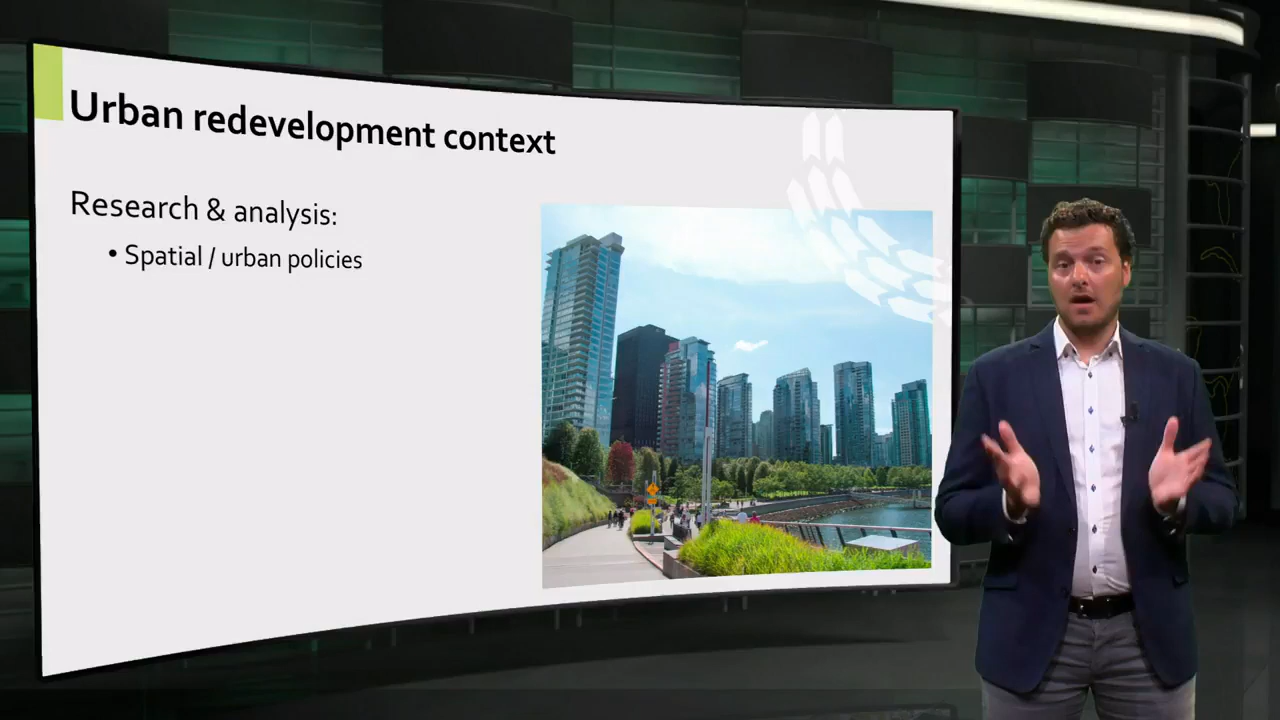 Urban redevelopment context
Research & analysis:
• Spatial / urban policies